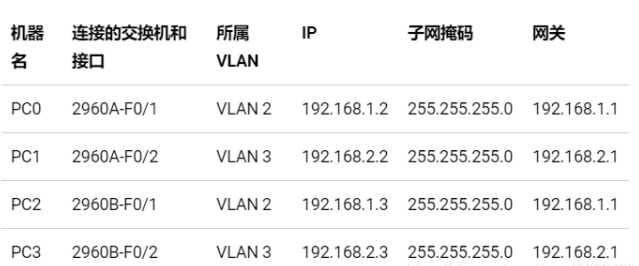 机器名 连接的交换机和接口 所属VLAN IP 子网掩码 网关
PC0 2960A-F0/1 VLAN 2 192.168.1.2 255.255.255.0 192.168.1.1
PC1 2960A-F0/2 VLAN 3 192.168.2.2 255.255.255.0 192.168.2.1
PC2 2960B-F0/1 VLAN 2 192.168.1.3 255.255.255.0 192.168.1.1
PC3 2960B-F0/2 VLAN 3 192.168.2.3 255.255.255.0 192.168.2.1